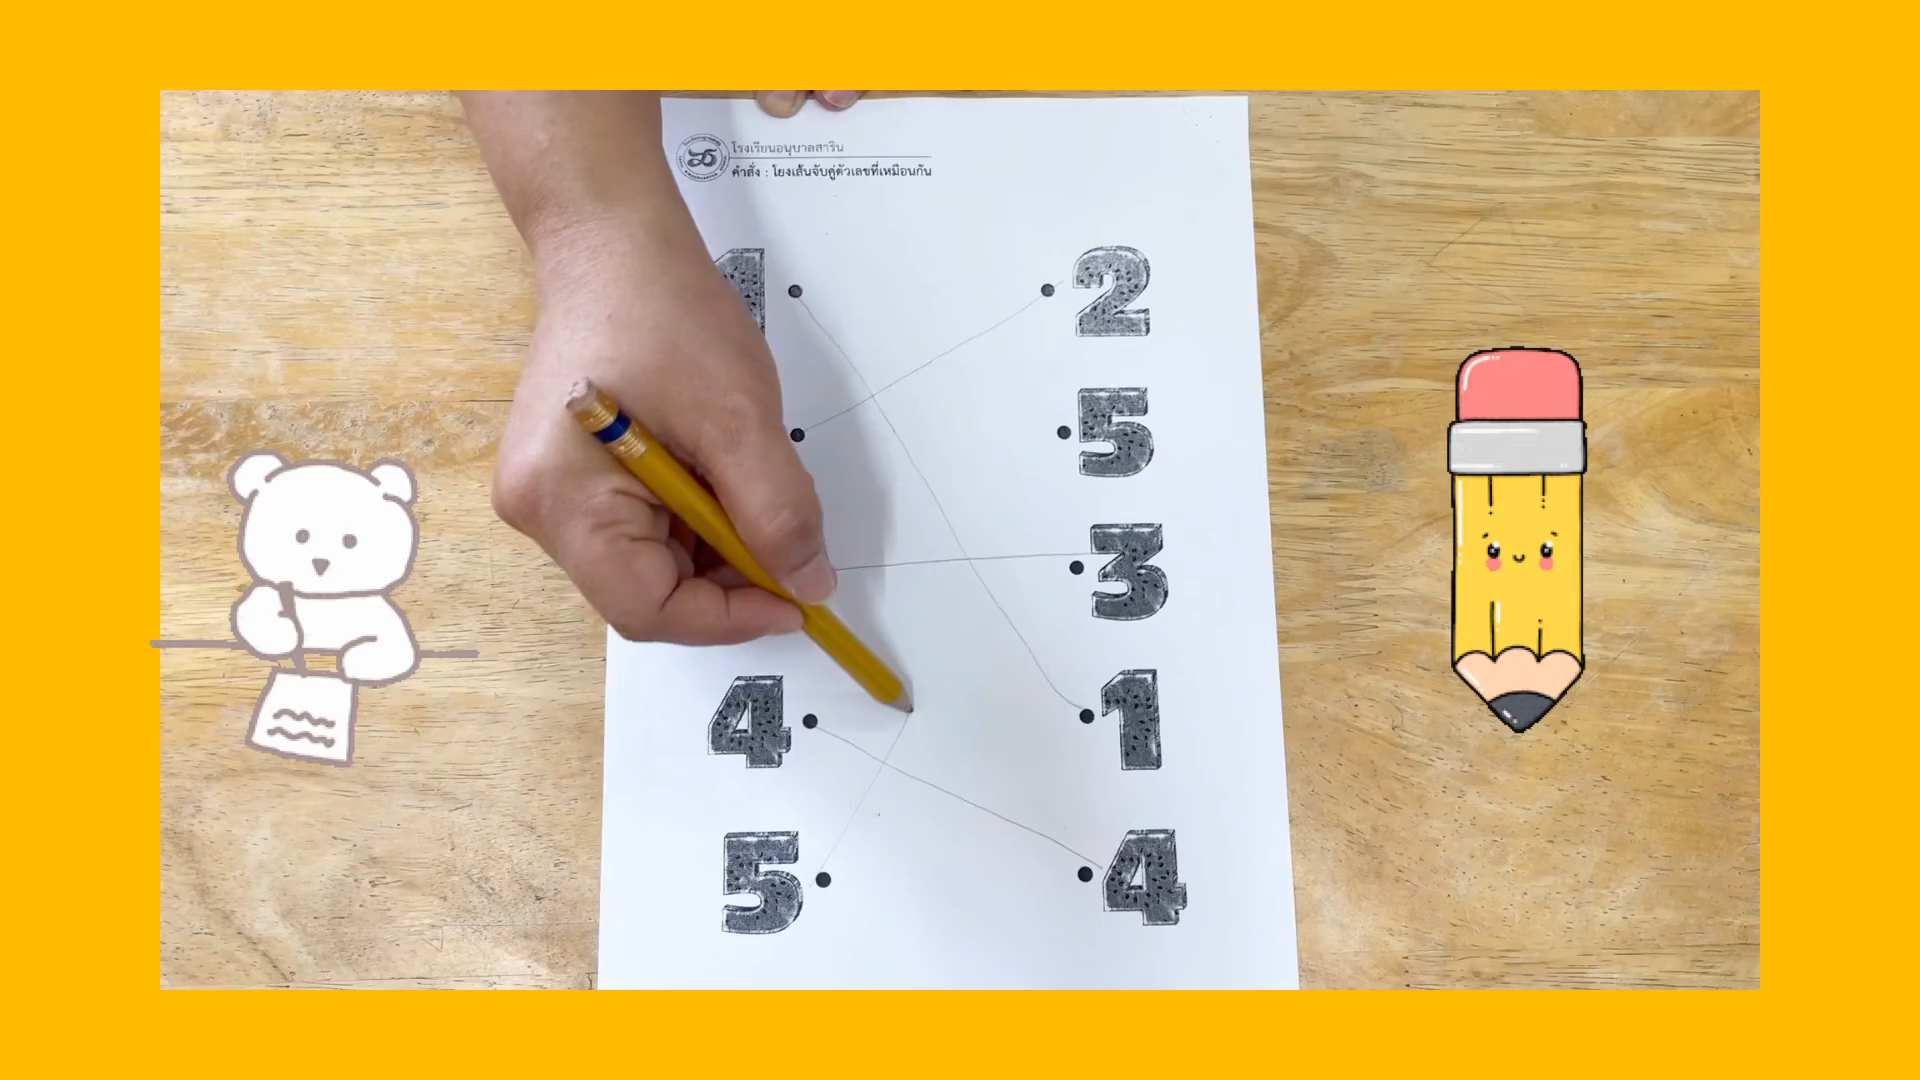 โรงเรียนอนุบาลสาริน
คำสั่ง : โยงเส้นจับคู่ตัวเลขที่เหมือนกัน
1 2
5
3
4 1
5 4